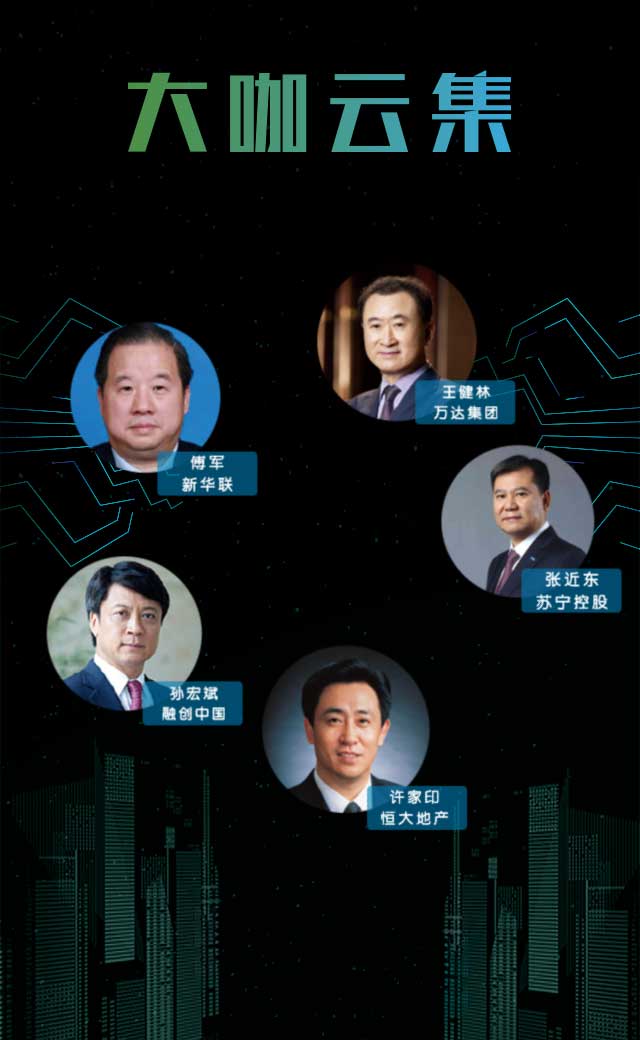 大咖云集
王健林
万达集团
傅军
新华联
张近东
苏宁控股
孙宏斌
融创中国
许家印
恒大地产